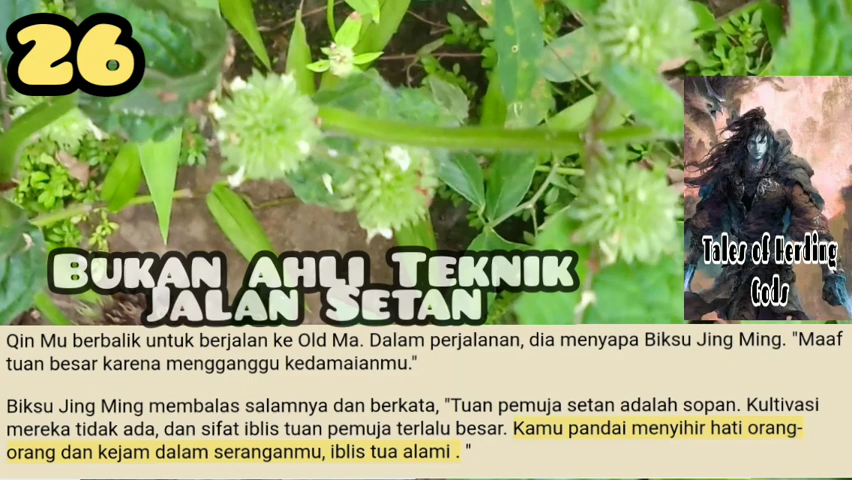 26
BUKAN AHLI TEKNIK
JALAN SETAN
Tales of Herding
Gods
Qin Mu berbalik untuk berjalan ke Old Ma. Dalam perjalanan, dia menyapa Biksu Jing Ming. "Maaf
tuan besar karena mengganggu kedamaianmu."
Biksu Jing Ming membalas salamnya dan berkata, "Tuan pemuja setan adalah sopan. Kultivasi
mereka tidak ada, dan sifat iblis tuan pemuja terlalu besar. Kamu pandai menyihir hati orang-
orang dan kejam dalam seranganmu, iblis tua alami . "